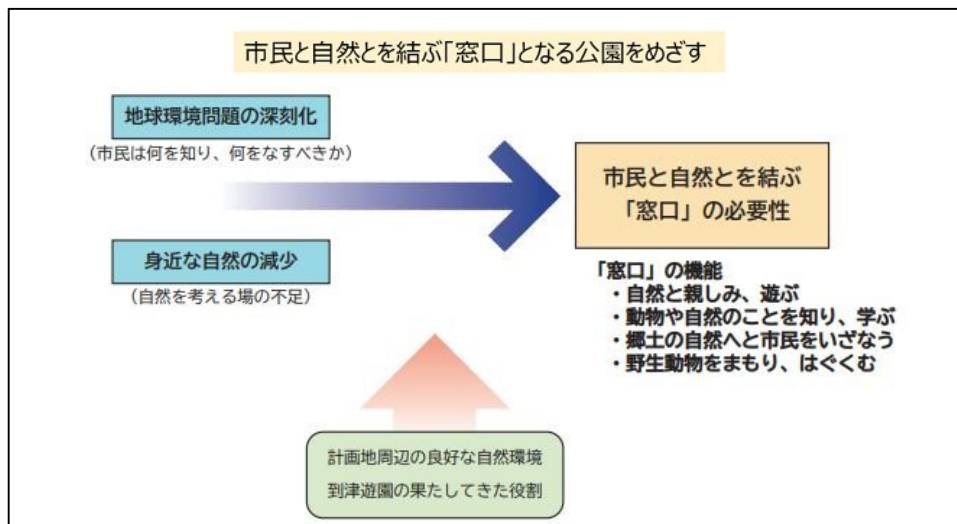 市民と自然とを結ぶ「窓口」となる公園をめざす
地球環境問題の深刻化
（市民は何を知り、何をなすべきか）
身近な自然の減少
（自然を考える場の不足）
市民と自然とを結ぶ
「窓口」の必要性
「窓口」の機能
・自然と親しみ、遊ぶ
・動物や自然のことを知り、学ぶ
・郷土の自然へと市民をいざなう
・野生動物をまもり、はぐくむ
計画地周辺の良好な自然環境
到津遊園の果たしてきた役割